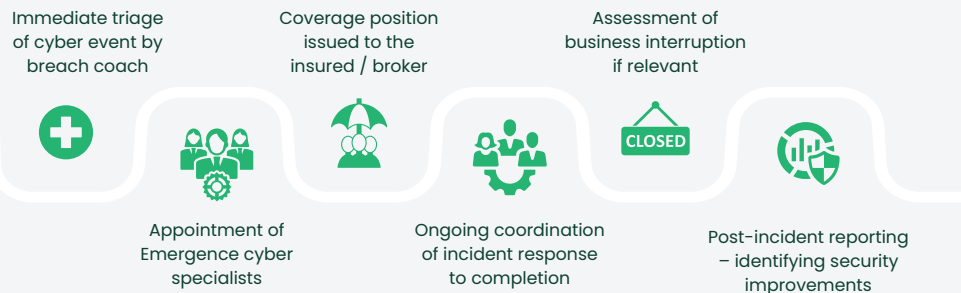 Immediate triage
of cyber event by
breach coach
Appointment of
Emergence cyber
specialists
Coverage position
issued to the
insured / broker
Ongoing coordination
of incident response
to completion
Assessment of
business interruption
if relevant
CLOSED
Post-incident reporting
– identifying security
improvements